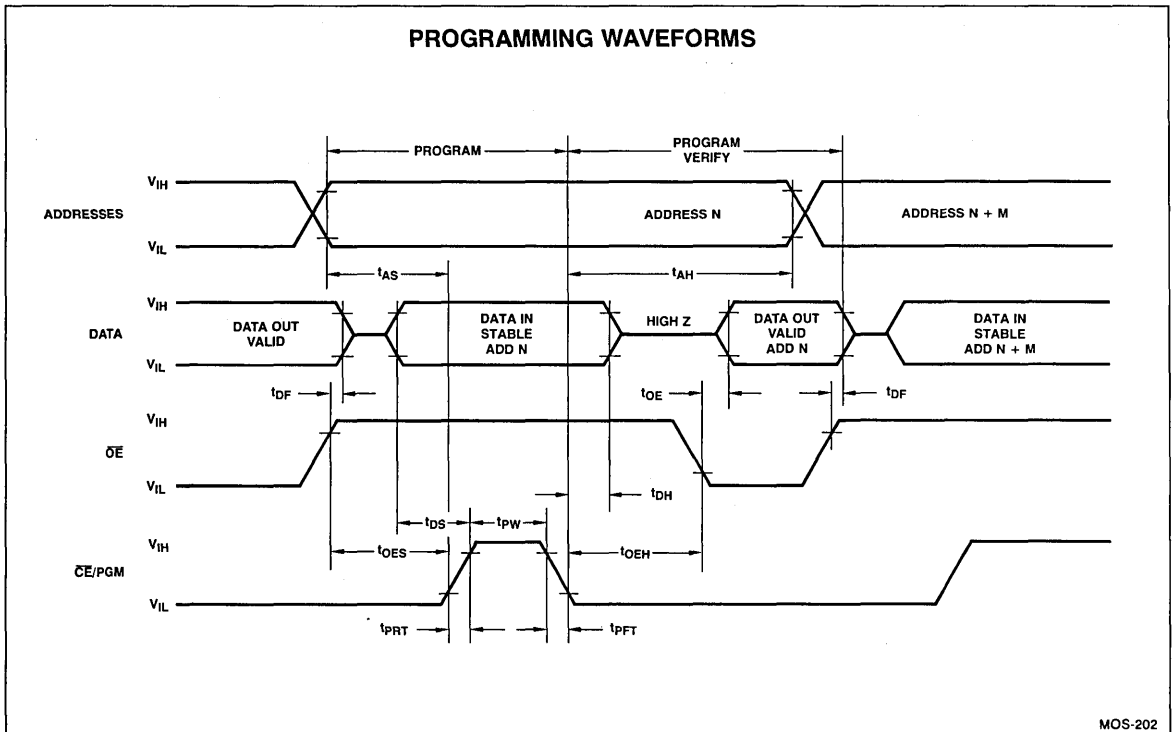 PROGRAMMING WAVEFORMS
PROGRAM
PROGRAM
VERIFY
VIH
ADDRESSES
ADDRESS N
ADDRESS N + M
VIL
tAS
tAH
VIH
DATA
DATA OUT
VALID
DATA IN
STABLE
ADD N
HIGH Z
DATA OUT
VALID
ADD N
DATA IN
STABLE
ADD N + M
VIL
tDF
tOE
tDF
VIH
O̅E̅
VIL
tDH
tDS
tPW
VIH
tOES
tOEH
C̅E̅/PGM
VIL
tPRT
tPFT
MOS-202